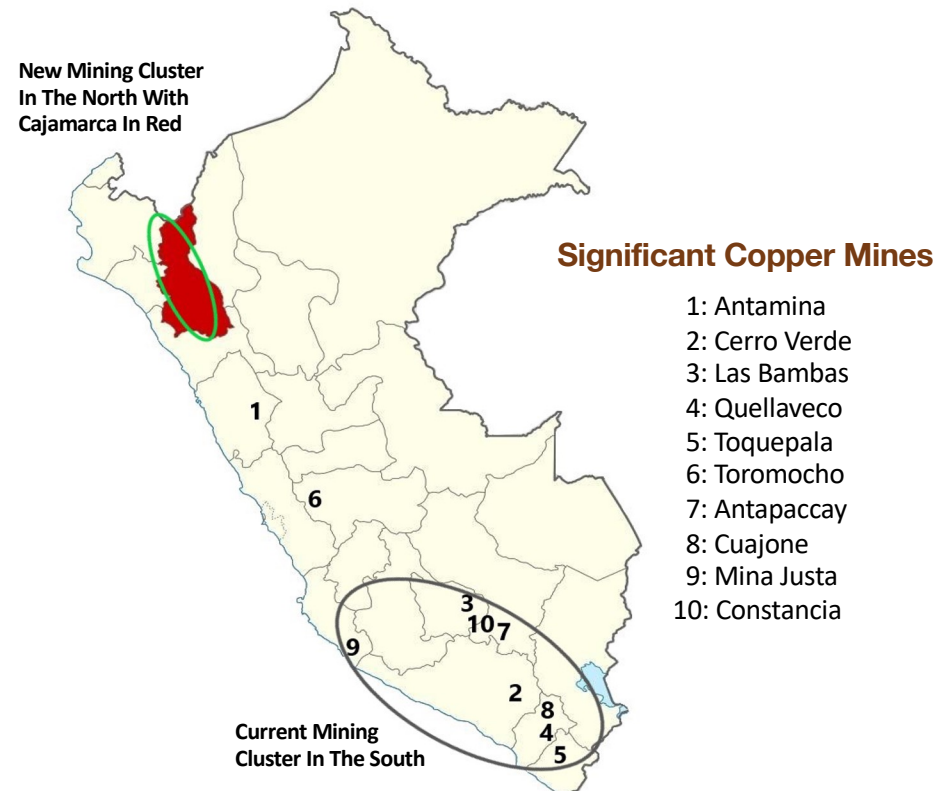 New Mining Cluster
In The North With
Cajamarca In Red
Significant Copper Mines
1: Antamina
2: Cerro Verde
3: Las Bambas
4: Quellaveco
5: Toquepala
6: Toromocho
7: Antapaccay
8: Cuajone
9: Mina Justa
10: Constancia
1
6
3
10
7
9
2
8
4
5
Current Mining
Cluster In The South